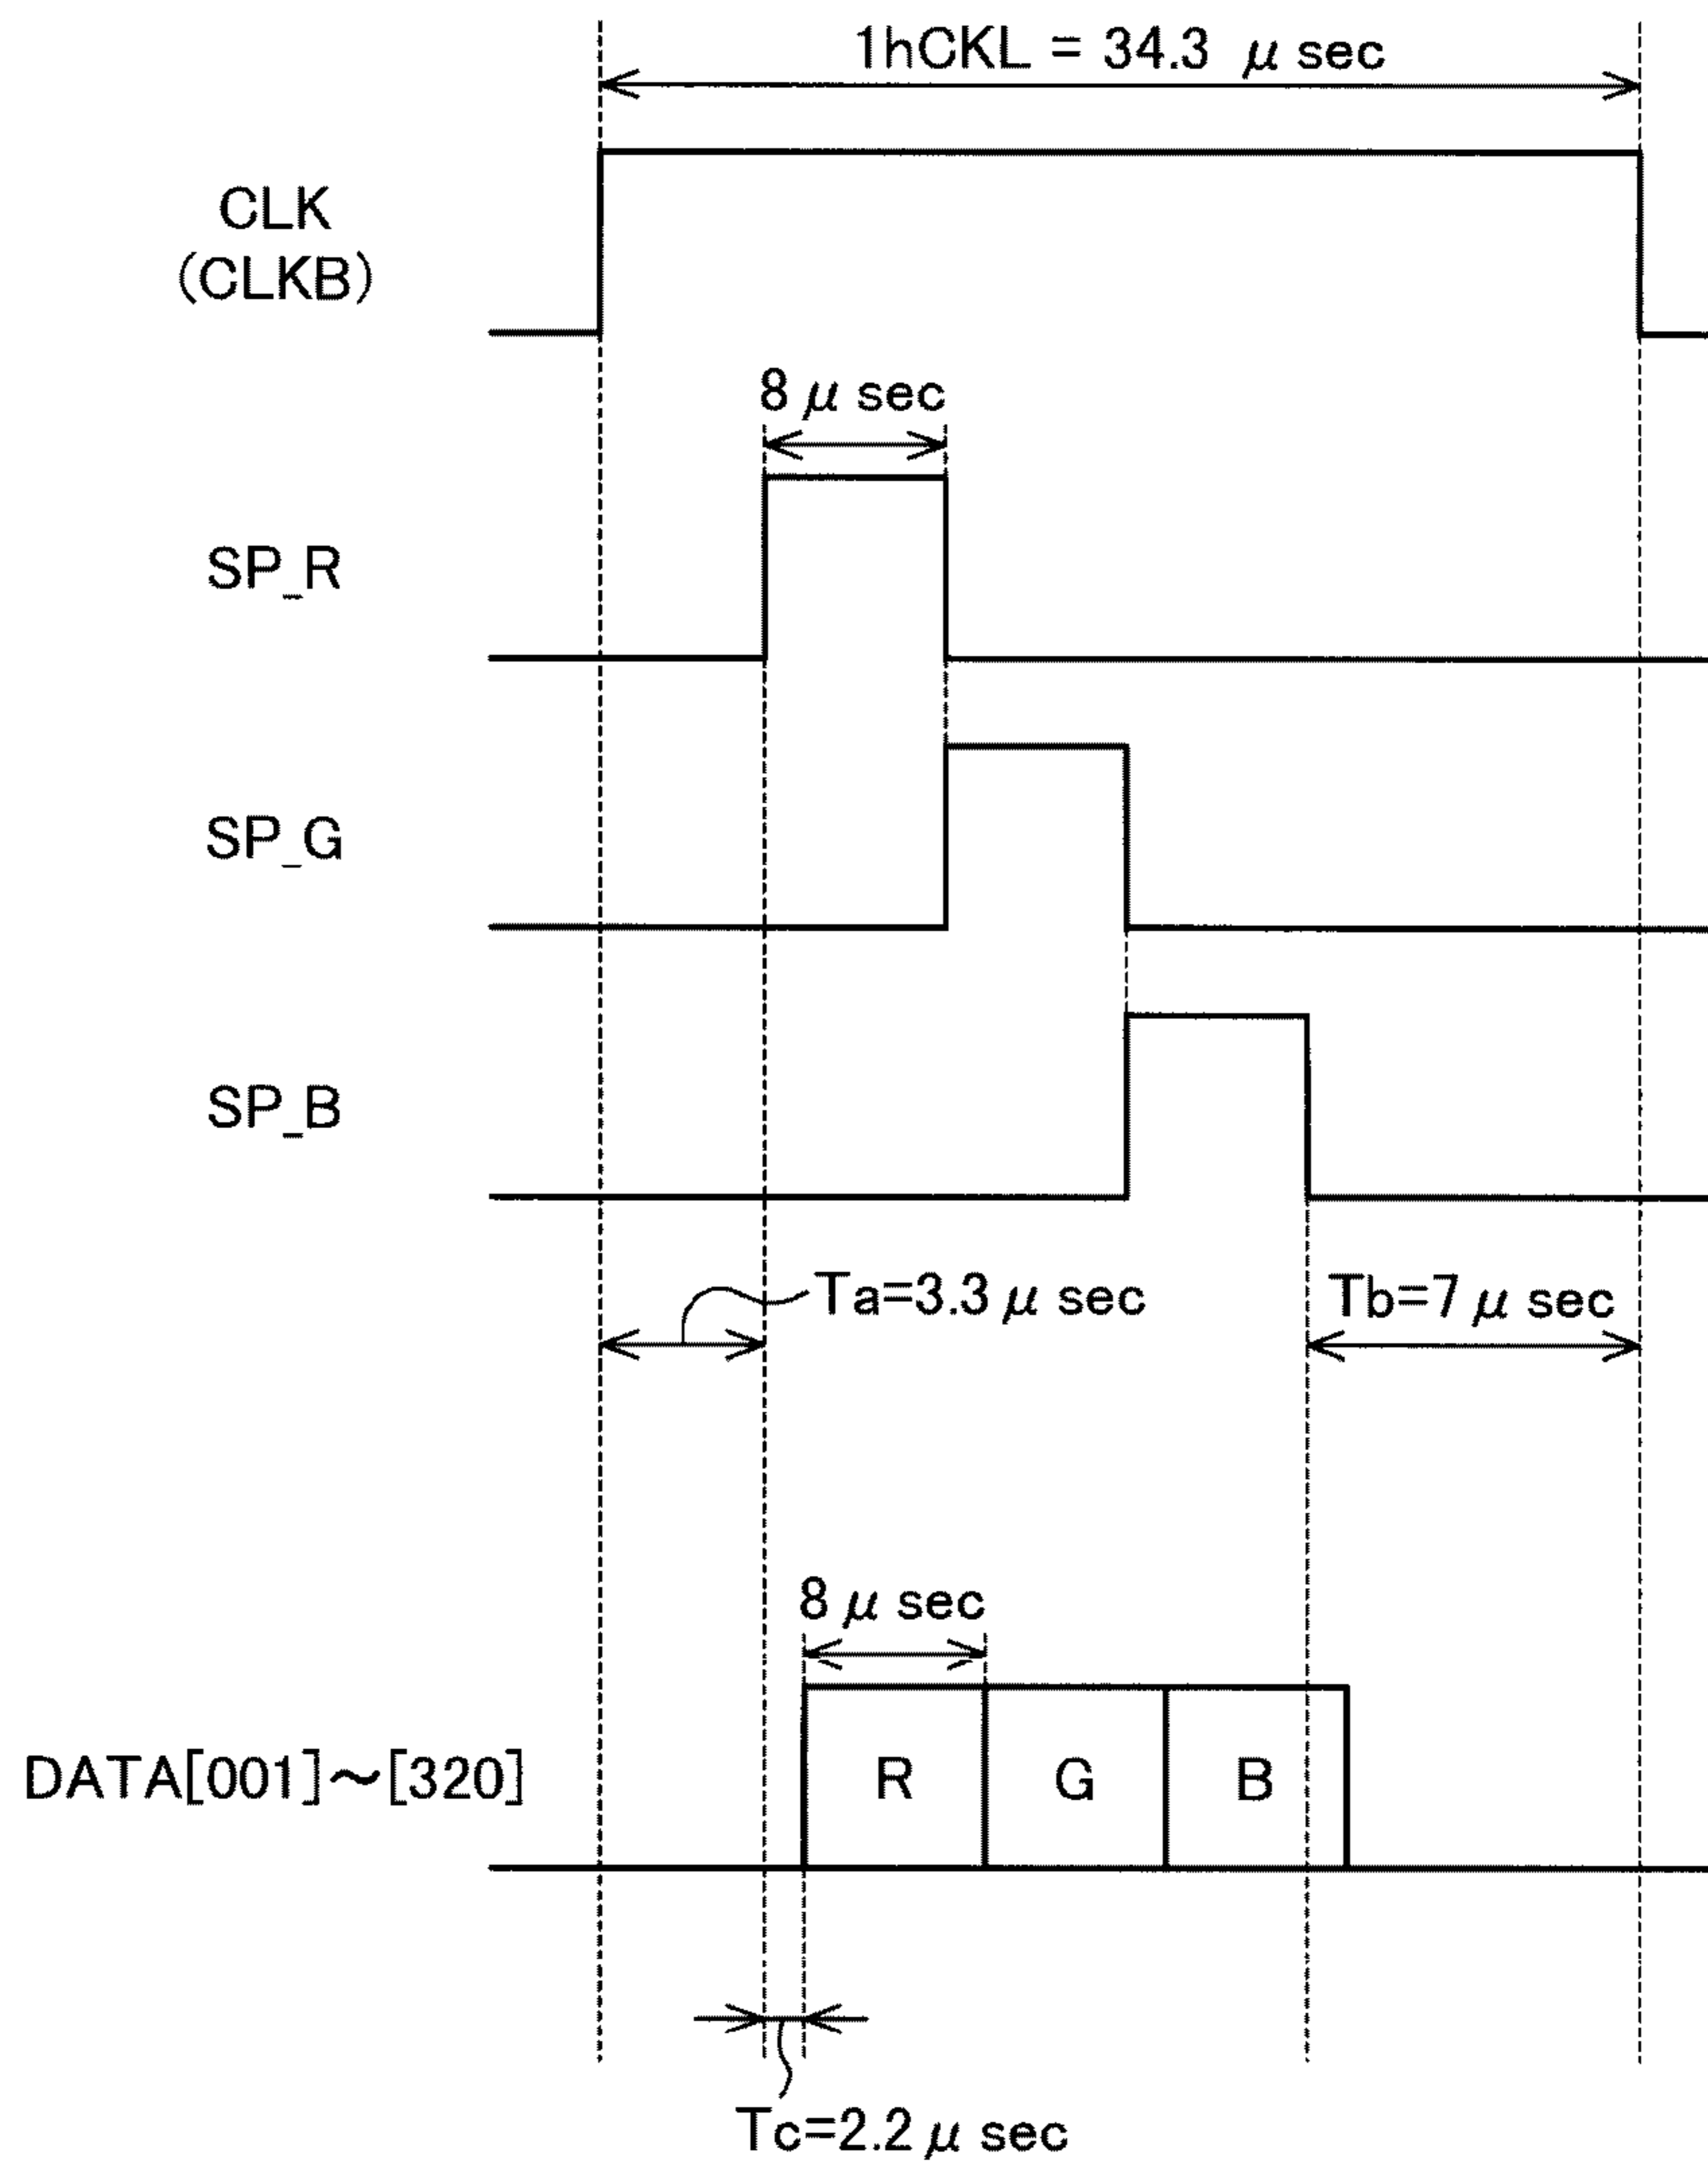 1hCKL = 34.3 μ sec
CLK
(CLKB)
8 μ sec
SP_R
SP_G
SP_B
Ta=3.3 μ sec
Tb=7 μ sec
8 μ sec
DATA[001]～[320]
R
G
B
Tc=2.2 μ sec